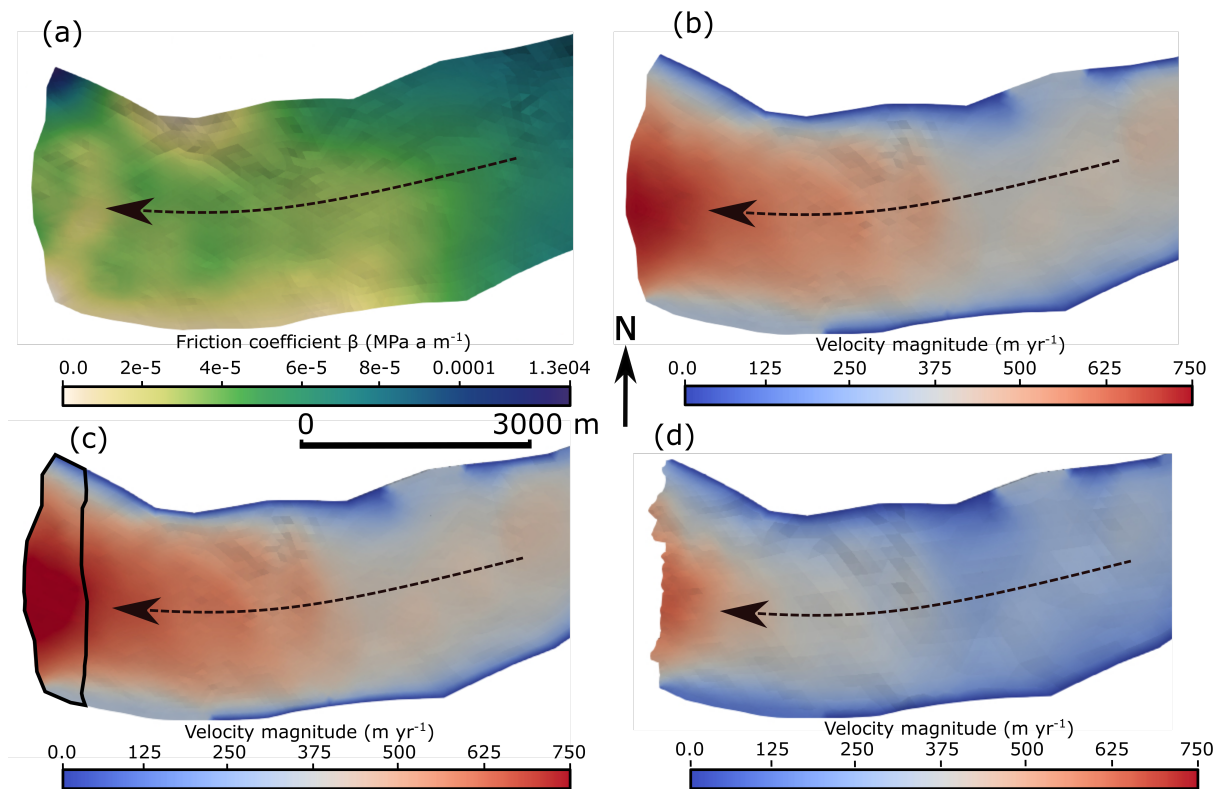 (a)
(b)
Friction coefficient β (MPa a m-1)
0.0 2e-5 4e-5 6e-5 8e-5 0.0001 1.3e04
N
Velocity magnitude (m yr-1)
0.0 125 250 375 500 625 750
0 3000 m
(c)
(d)
Velocity magnitude (m yr-1)
0.0 125 250 375 500 625 750
Velocity magnitude (m yr-1)
0.0 125 250 375 500 625 750